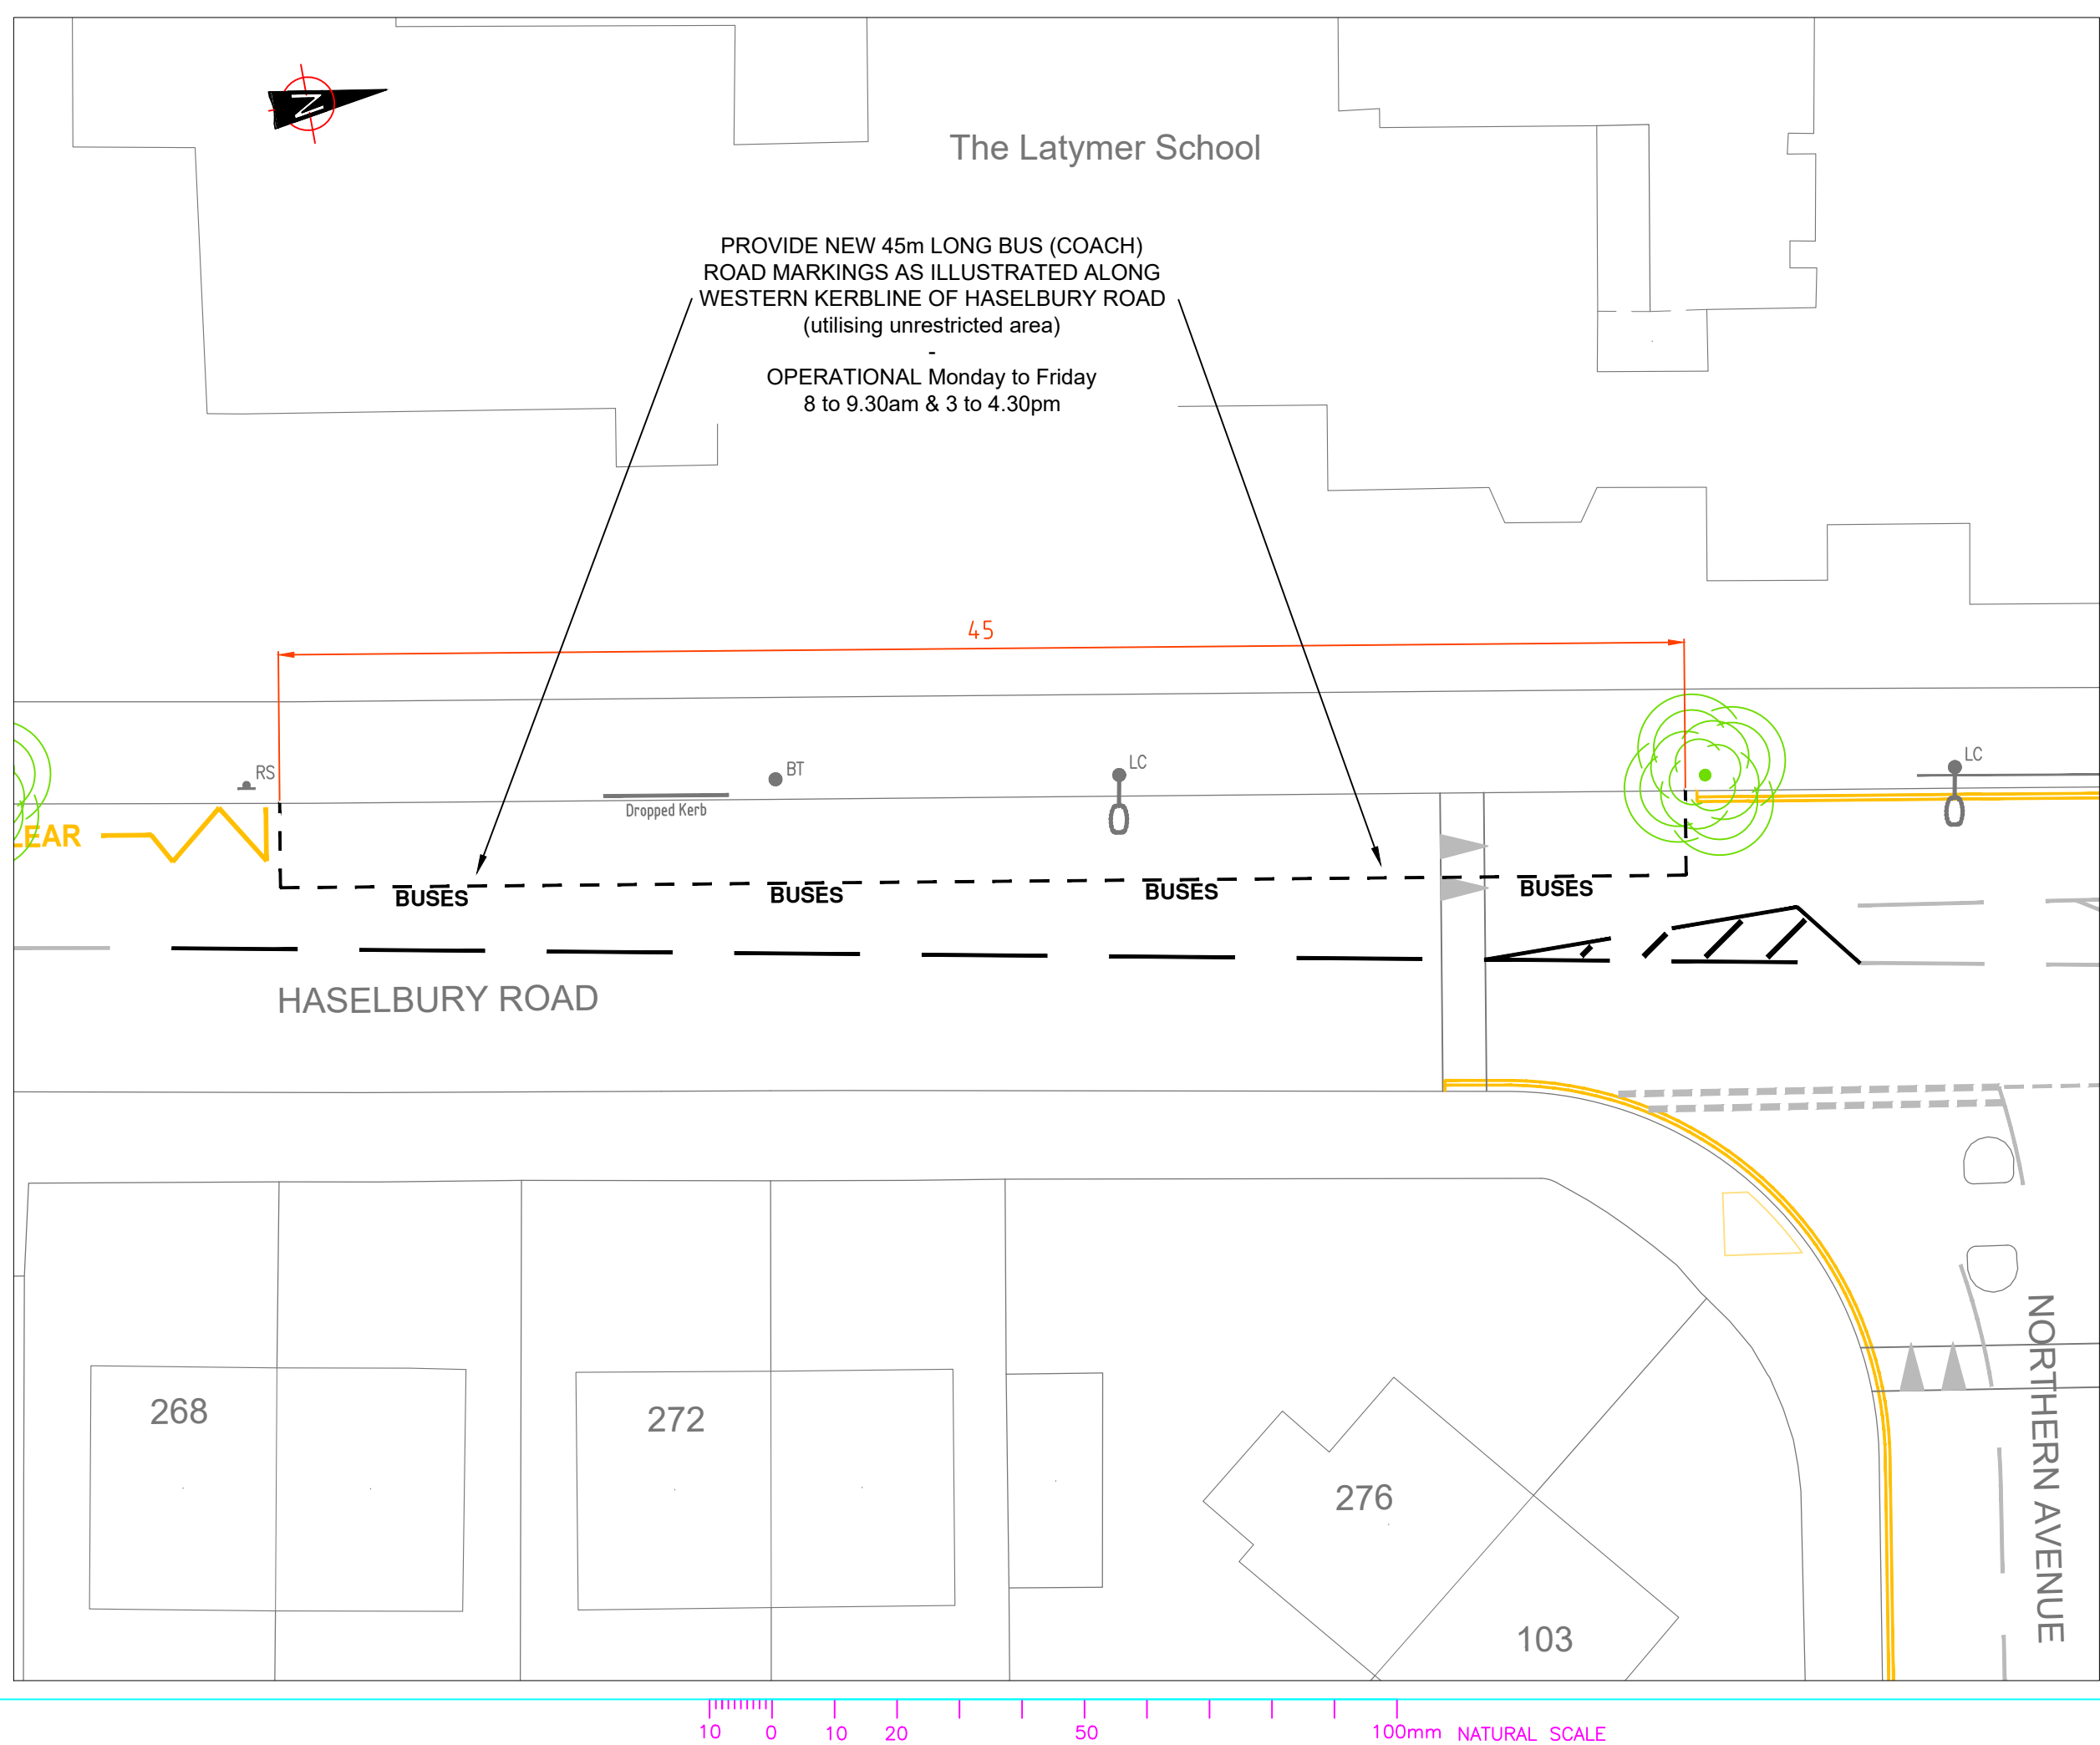 N
The Latymer School
PROVIDE NEW 45m LONG BUS (COACH)
ROAD MARKINGS AS ILLUSTRATED ALONG
WESTERN KERBLINE OF HASELBURY ROAD
(utilising unrestricted area)
-
OPERATIONAL Monday to Friday
8 to 9.30am & 3 to 4.30pm
45
RS
BT
LC
LC
Dropped Kerb
LEAR
BUSES
BUSES
BUSES
BUSES
HASELBURY ROAD
NORTHERN AVENUE
268
272
276
103
10 0 10 20 50 100mm NATURAL SCALE